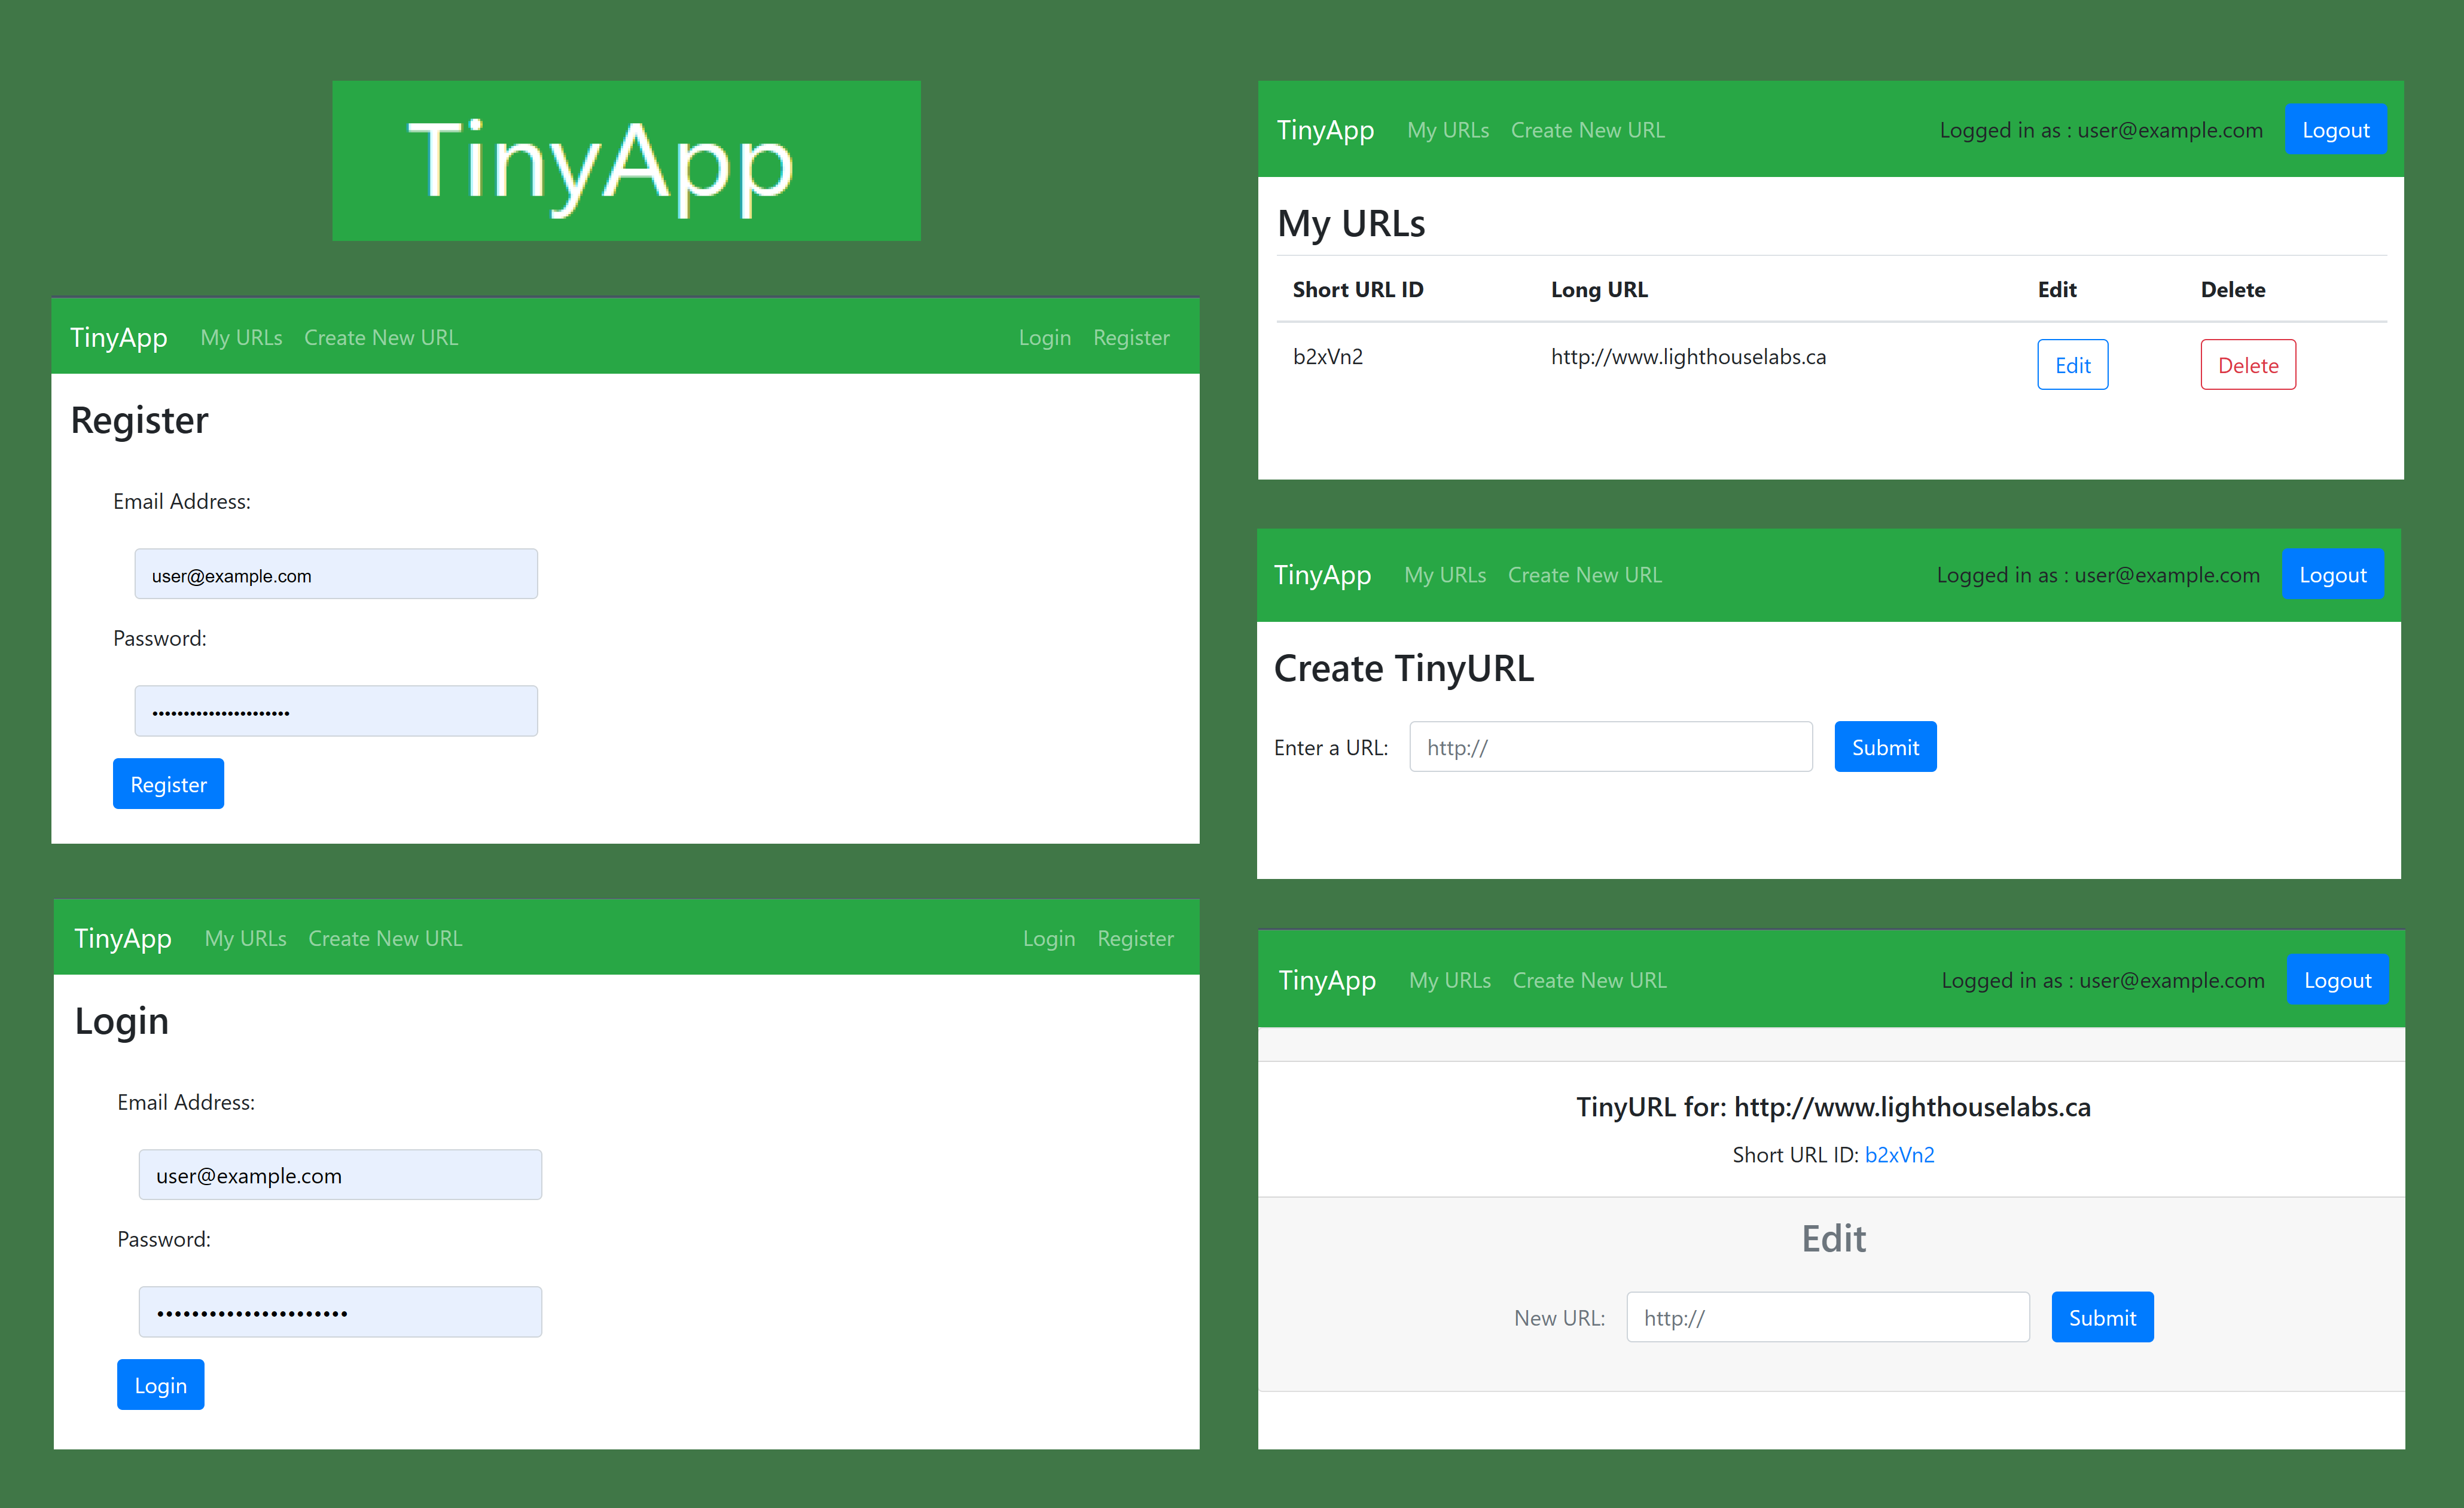 TinyApp
TinyApp My URLs Create New URL Login Register
Register
Email Address:
user@example.com
Password:
••••••••••••••••••••••
Register
TinyApp My URLs Create New URL Login Register
Login
Email Address:
user@example.com
Password:
••••••••••••••••••••••
Login
TinyApp My URLs Create New URL Logged in as : user@example.com Logout
My URLs
Short URL ID Long URL Edit Delete
b2xVn2 http://www.lighthouselabs.ca Edit Delete
TinyApp My URLs Create New URL Logged in as : user@example.com Logout
Create TinyURL
Enter a URL: http:// Submit
TinyApp My URLs Create New URL Logged in as : user@example.com Logout
TinyURL for: http://www.lighthouselabs.ca
Short URL ID: b2xVn2
Edit
New URL: http:// Submit